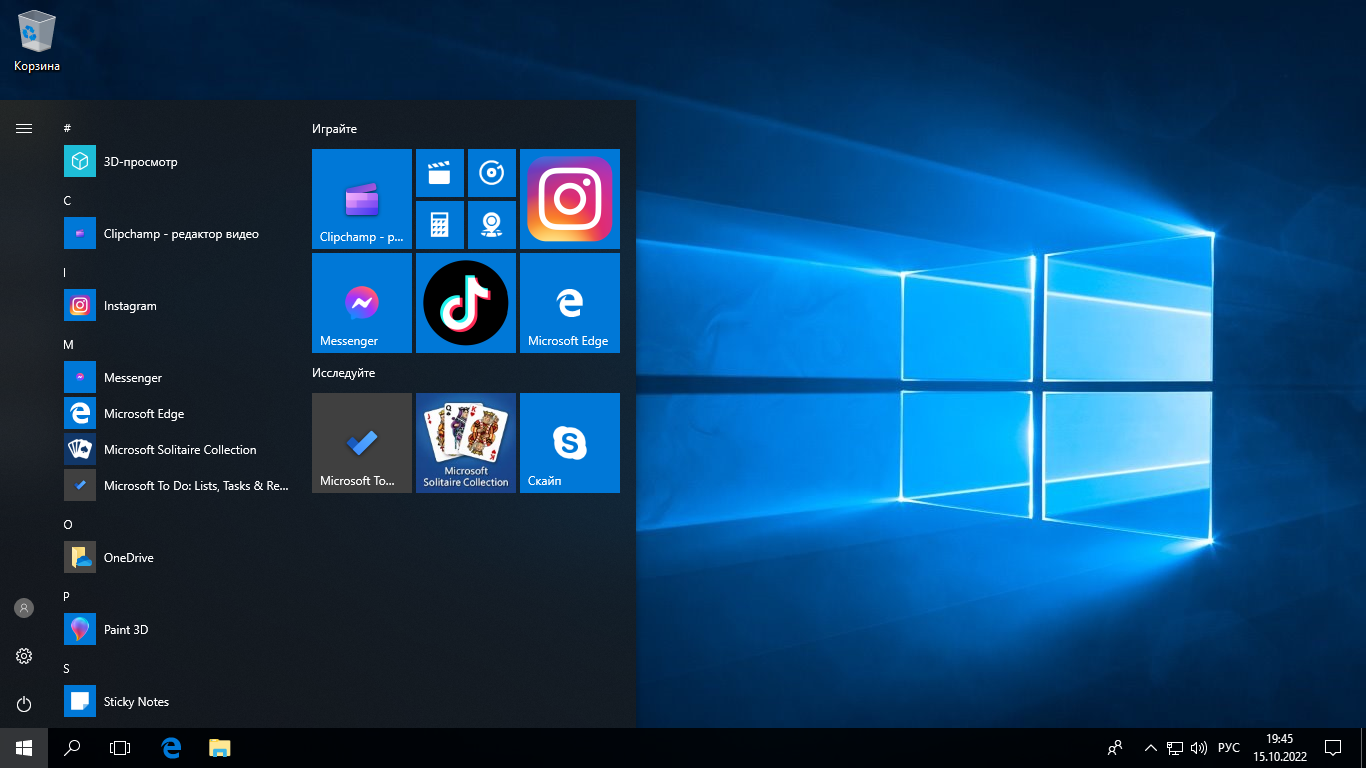 Корзина
#
3D-просмотр
C
Clipchamp - редактор видео
I
Instagram
M
Messenger
Microsoft Edge
Microsoft Solitaire Collection
Microsoft To Do: Lists, Tasks & Re...
O
OneDrive
P
Paint 3D
S
Sticky Notes
Играйте
Clipchamp - р...
Messenger
Microsoft Edge
Исследуйте
Microsoft To...
Microsoft
Solitaire Collection
Скайп
РУС
19:45
15.10.2022